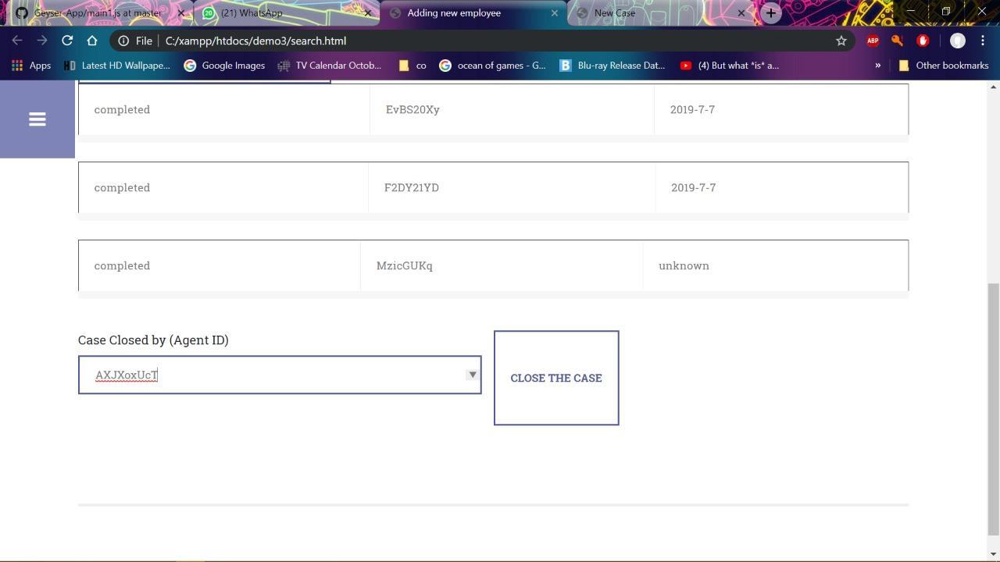 Geyser-App/main1.js at master
20 (21) WhatsApp
Adding new employee
New Case
File C:/xampp/htdocs/demo3/search.html
ABP
Apps
HD Latest HD Wallpape...
G Google Images
TV Calendar Octob...
co
G ocean of games - G...
B Blu-ray Release Dat...
(4) But what *is* a...
»
Other bookmarks
completed EvBS20Xy 2019-7-7
completed F2DY21YD 2019-7-7
completed MzicGUKq unknown
Case Closed by (Agent ID)
AXJXoxUcT
CLOSE THE CASE